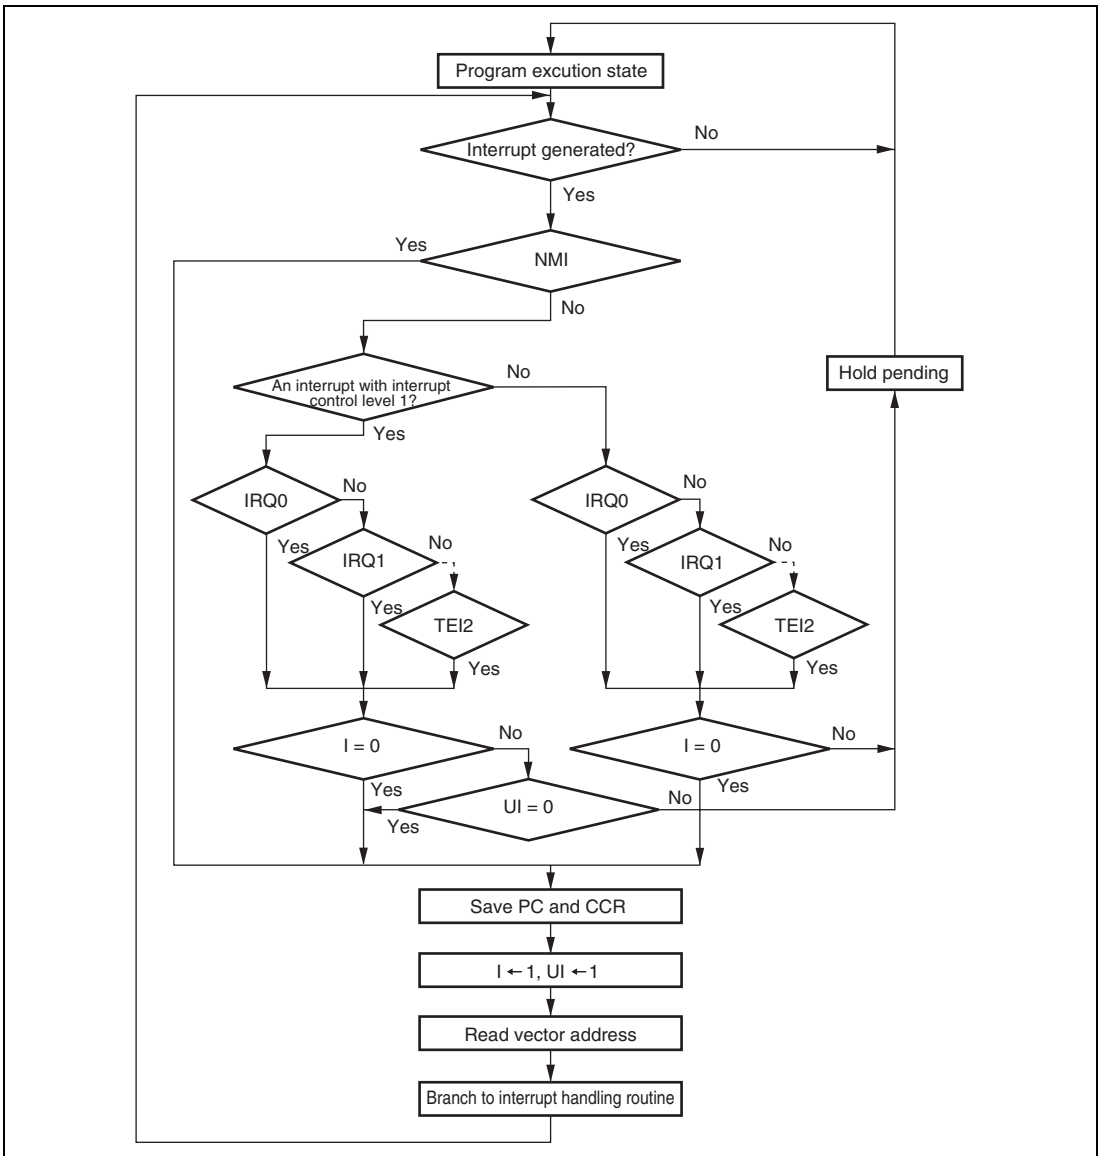 Program excution state
Interrupt generated?
No
Yes
Yes
NMI
No
Hold pending
An interrupt with interrupt
control level 1?
No
Yes
IRQ0
No
IRQ0
No
Yes
IRQ1
No
Yes
IRQ1
No
Yes
TEI2
Yes
TEI2
Yes
Yes
I = 0
No
I = 0
No
Yes
Yes
UI = 0
No
Yes
Save PC and CCR
I ← 1, UI ← 1
Read vector address
Branch to interrupt handling routine